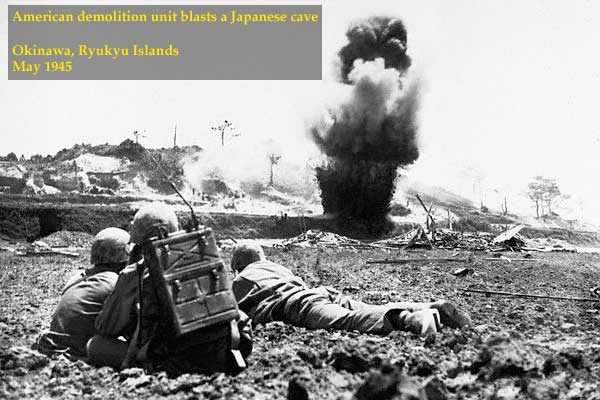 American demolition unit blasts a Japanese cave
Okinawa, Ryukyu Islands
May 1945